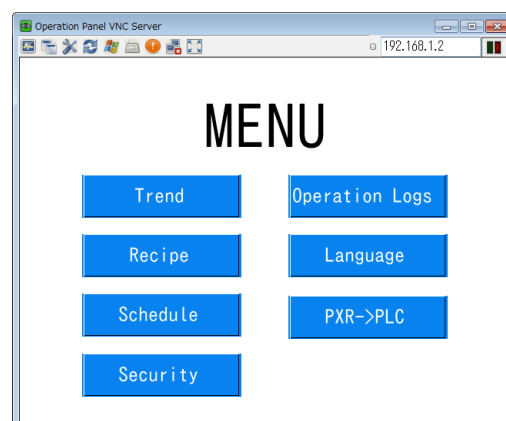 Operation Panel VNC Server
192.168.1.2
MENU
Trend
Operation Logs
Recipe
Language
Schedule
PXR->PLC
Security